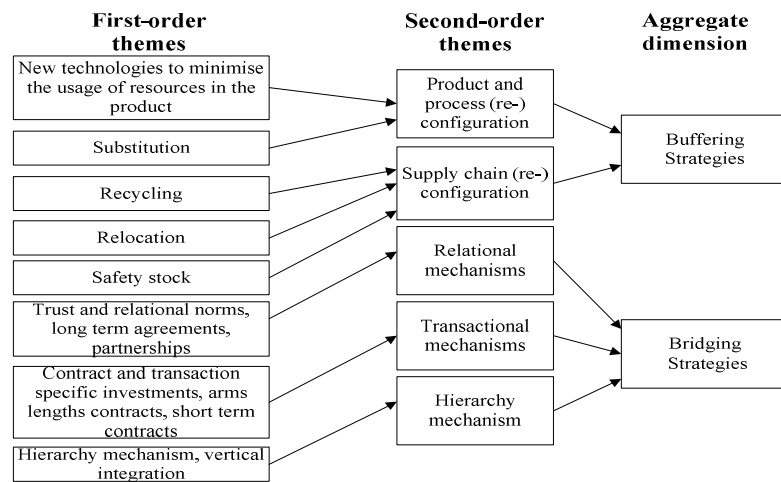 First-order
themes
New technologies to minimise
the usage of resources in the
product
Substitution
Recycling
Relocation
Safety stock
Trust and relational norms,
long term agreements,
partnerships
Contract and transaction
specific investments, arms
lengths contracts, short term
contracts
Hierarchy mechanism, vertical
integration
Second-order
themes
Product and
process (re-)
configuration
Supply chain (re-)
configuration
Relational
mechanisms
Transactional
mechanisms
Hierarchy
mechanism
Aggregate
dimension
Buffering
Strategies
Bridging
Strategies